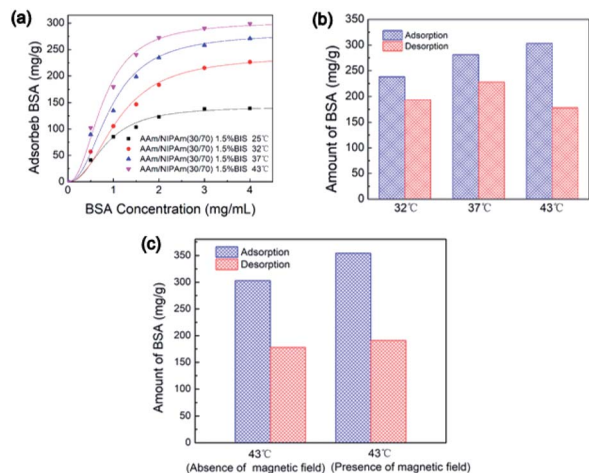 (a)
300
250
200
150
100
50
0
Adsorbeb BSA (mg/g)
AAm/NIPAm(30/70) 1.5%BIS 25℃
AAm/NIPAm(30/70) 1.5%BIS 32℃
AAm/NIPAm(30/70) 1.5%BIS 37℃
AAm/NIPAm(30/70) 1.5%BIS 43℃
0 1 2 3 4
BSA Concentration (mg/mL)
(b)
350
300
250
200
150
100
50
0
Amount of BSA (mg/g)
Adsorption
Desorption
32℃ 37℃ 43℃
(c)
350
300
250
200
150
100
50
0
Amount of BSA (mg/g)
Adsorption
Desorption
43℃ 43℃
(Absence of magnetic field) (Presence of magnetic field)